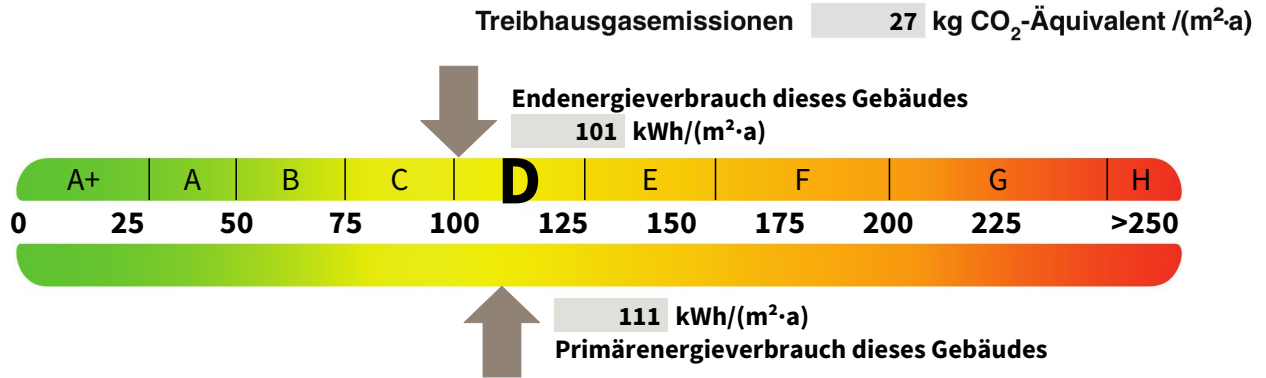 Treibhausgasemissionen 27 kg CO₂-Äquivalent /(m²·a)
Endenergieverbrauch dieses Gebäudes
101 kWh/(m²·a)
A+ A B C D E F G H
0 25 50 75 100 125 150 175 200 225 >250
111 kWh/(m²·a)
Primärenergieverbrauch dieses Gebäudes